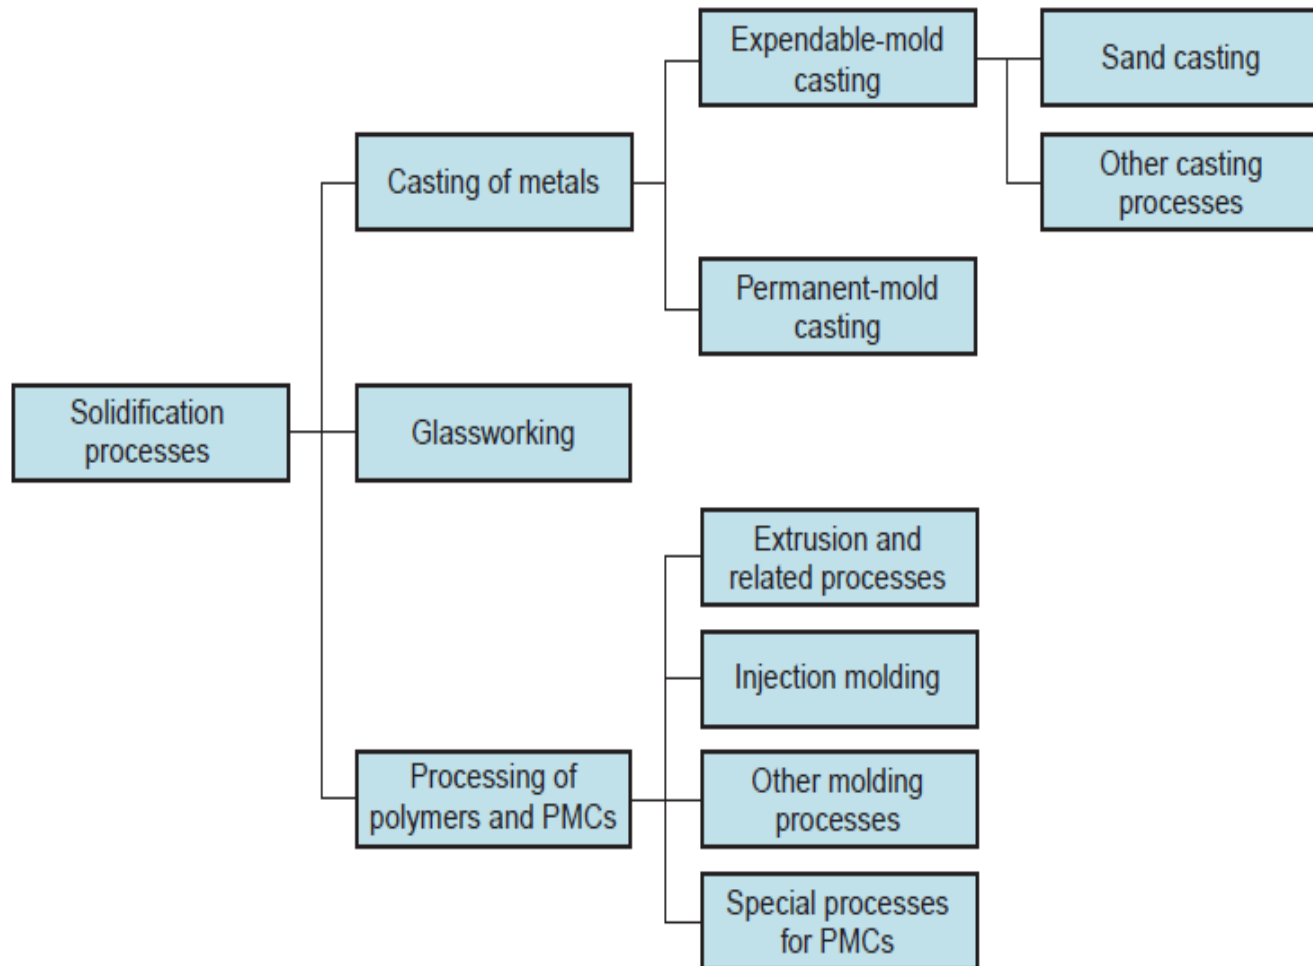 Expendable-mold
casting
Sand casting
Casting of metals
Other casting
processes
Permanent-mold
casting
Solidification
processes
Glassworking
Extrusion and
related processes
Injection molding
Processing of
polymers and PMCs
Other molding
processes
Special processes
for PMCs